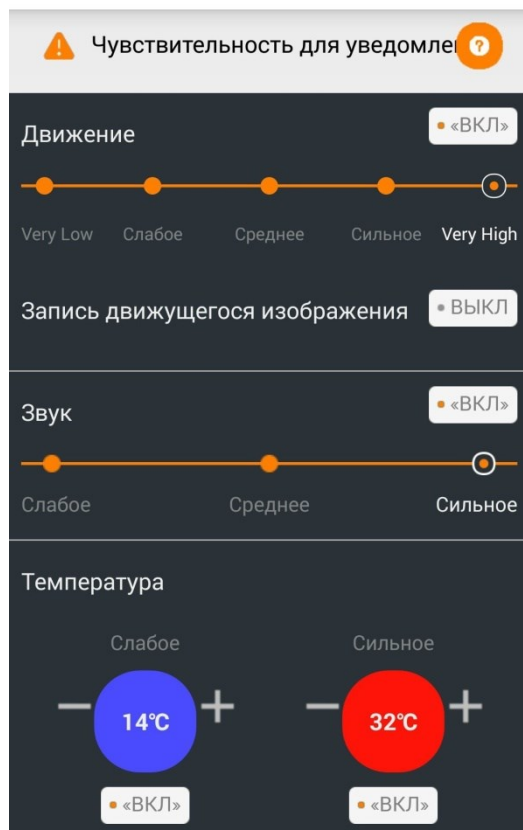 Чувствительность для уведомле ?
Движение «ВКЛ»
Very Low Слабое Среднее Сильное Very High
Запись движущегося изображения ВЫКЛ
Звук «ВКЛ»
Слабое Среднее Сильное
Температура
Слабое Сильное
— 14°C + — 32°C +
«ВКЛ» «ВКЛ»